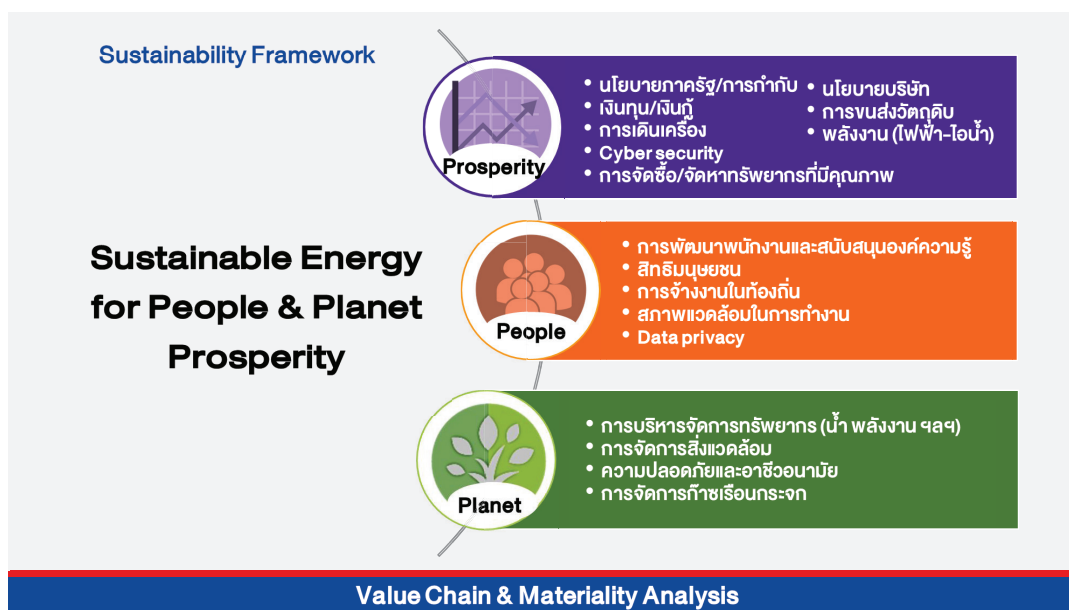 Sustainability Framework
Sustainable Energy
for People & Planet
Prosperity
Prosperity
• นโยบายภาครัฐ/การกำกับ
• เงินทุน/เงินกู้
• การเดินเครื่อง
• Cyber security
• การจัดซื้อ/จัดหาทรัพยากรที่มีคุณภาพ
• นโยบายบริษัท
• การขนส่งวัตถุดิบ
• พลังงาน (ไฟฟ้า-ไอน้ำ)
People
• การพัฒนาพนักงานและสนับสนุนองค์ความรู้
• สิทธิมนุษยชน
• การจ้างงานในท้องถิ่น
• สภาพแวดล้อมในการทำงาน
• Data privacy
Planet
• การบริหารจัดการทรัพยากร (น้ำ พลังงาน ฯลฯ)
• การจัดการสิ่งแวดล้อม
• ความปลอดภัยและอาชีวอนามัย
• การจัดการก๊าซเรือนกระจก
Value Chain & Materiality Analysis